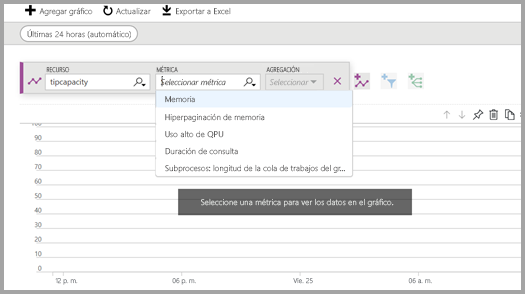 Agregar gráfico Actualizar Exportar a Excel
Últimas 24 horas (automático)
RECURSO MÉTRICA AGREGACIÓN
tipcapacity Seleccionar métrica Seleccionar
Memoria
Hiperpaginación de memoria
Uso alto de QPU
Duración de consulta
Subprocesos: longitud de la cola de trabajos del gr...
100
90
80
70
60
50
40
30
20
10
0
Seleccione una métrica para ver los datos en el gráfico.
12 p. m. 06 p. m. Vie. 25 06 a. m.